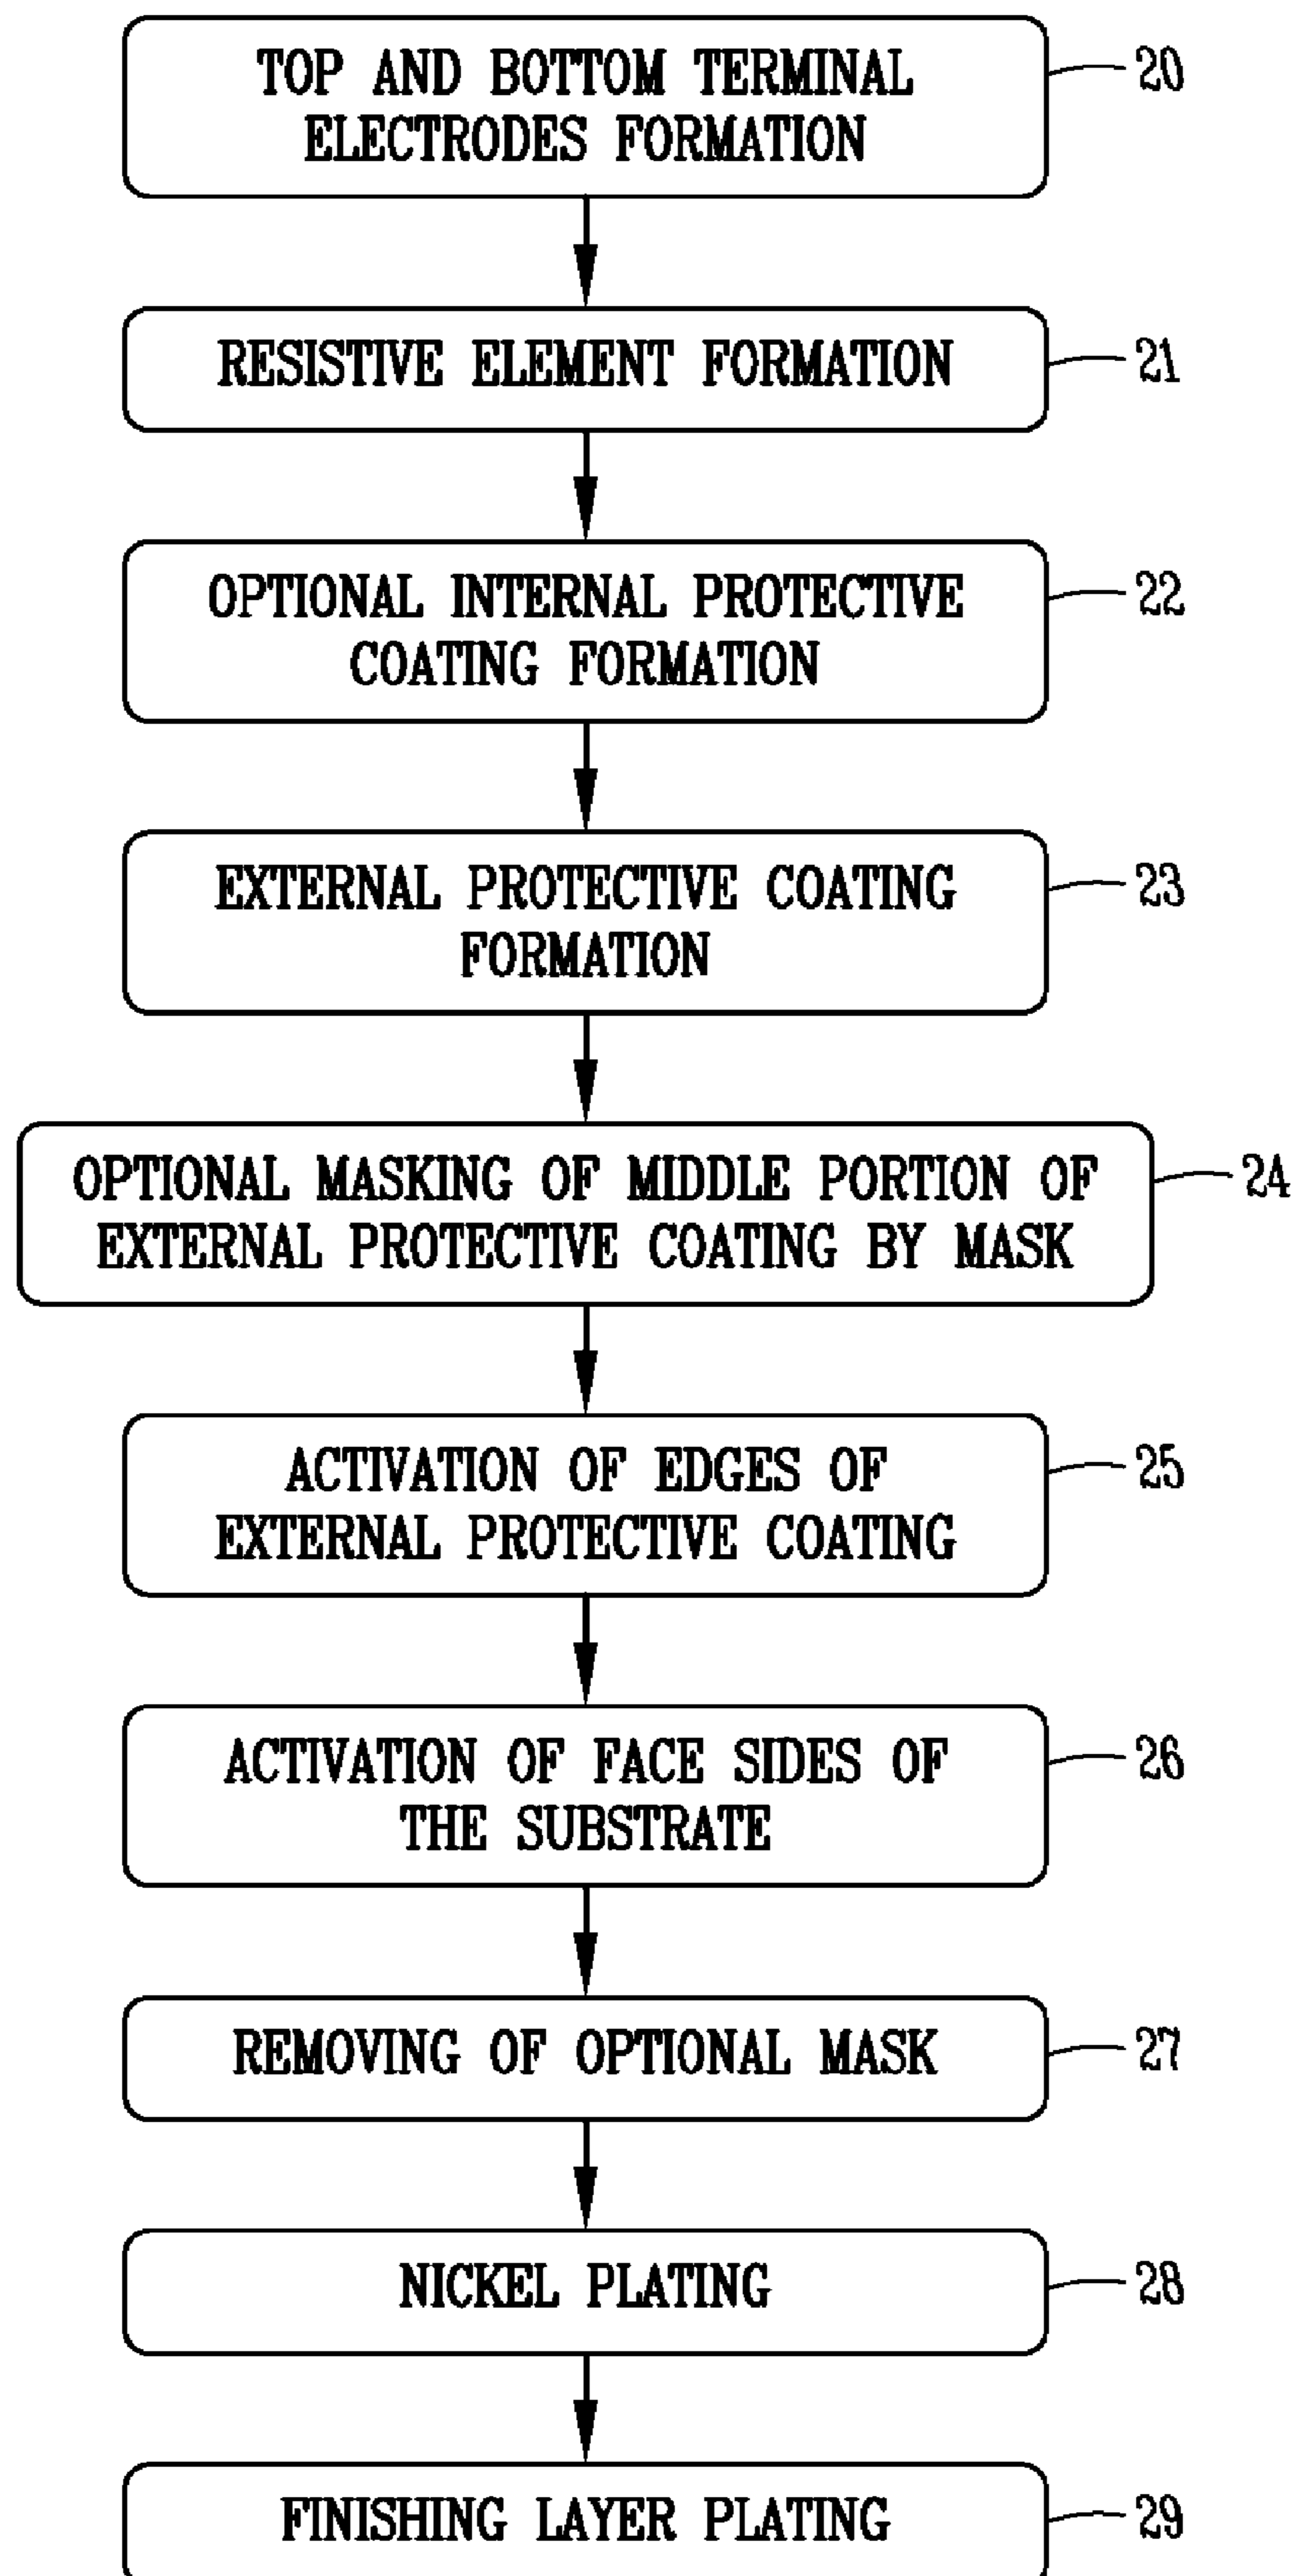 TOP AND BOTTOM TERMINAL
ELECTRODES FORMATION
20
RESISTIVE ELEMENT FORMATION
21
OPTIONAL INTERNAL PROTECTIVE
COATING FORMATION
22
EXTERNAL PROTECTIVE COATING
FORMATION
23
OPTIONAL MASKING OF MIDDLE PORTION OF
EXTERNAL PROTECTIVE COATING BY MASK
24
ACTIVATION OF EDGES OF
EXTERNAL PROTECTIVE COATING
25
ACTIVATION OF FACE SIDES OF
THE SUBSTRATE
26
REMOVING OF OPTIONAL MASK
27
NICKEL PLATING
28
FINISHING LAYER PLATING
29